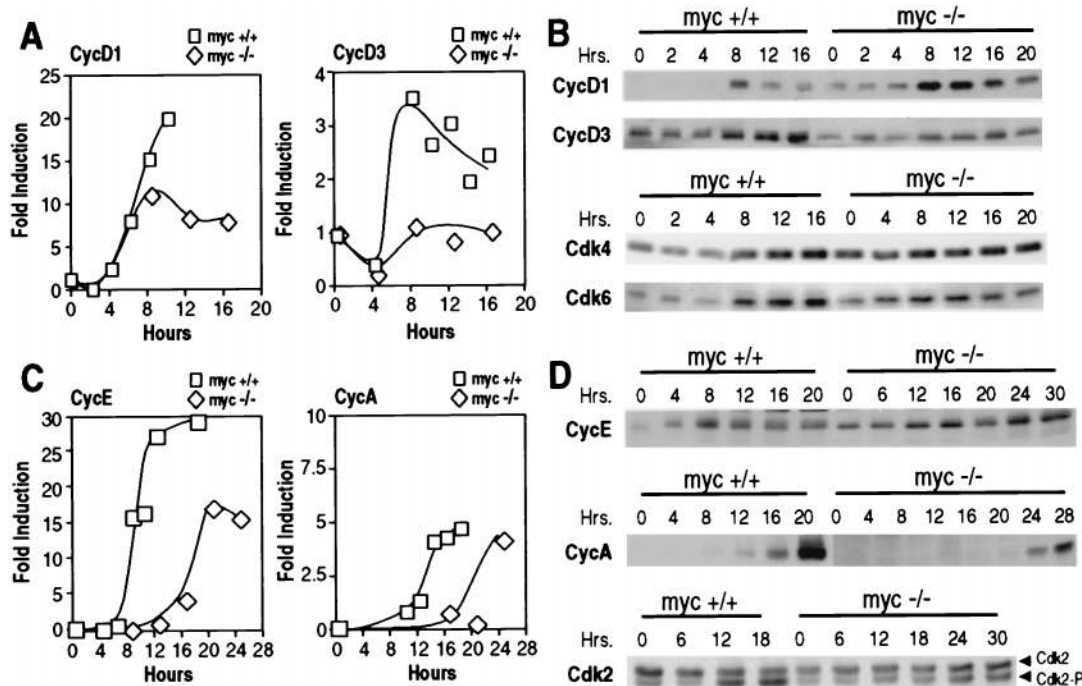 A
CycD1
myc +/+
myc -/-
CycD3
myc +/+
myc -/-
Fold Induction
25
20
15
10
5
0
0 4 8 12 16 20
Hours
Fold Induction
4
3
2
1
0
0 4 8 12 16 20
Hours
B
myc +/+ myc -/-
Hrs. 0 2 4 8 12 16 0 2 4 8 12 16 20
CycD1
CycD3
myc +/+ myc -/-
Hrs. 0 2 4 8 12 16 0 2 4 8 12 16 20
Cdk4
Cdk6
C
CycE
myc +/+
myc -/-
CycA
myc +/+
myc -/-
Fold Induction
30
25
20
15
10
5
0
0 4 8 12 16 20 24 28
Hours
Fold Induction
10
7.5
5
2.5
0
0 4 8 12 16 20 24 28
Hours
D
myc +/+ myc -/-
Hrs. 0 4 8 12 16 20 0 6 12 16 20 24 30
CycE
myc +/+ myc -/-
Hrs. 0 4 8 12 16 20 0 4 8 12 16 20 24 28
CycA
myc +/+ myc -/-
Hrs. 0 6 12 18 0 6 12 18 24 30
Cdk2
Cdk2
Cdk2-P